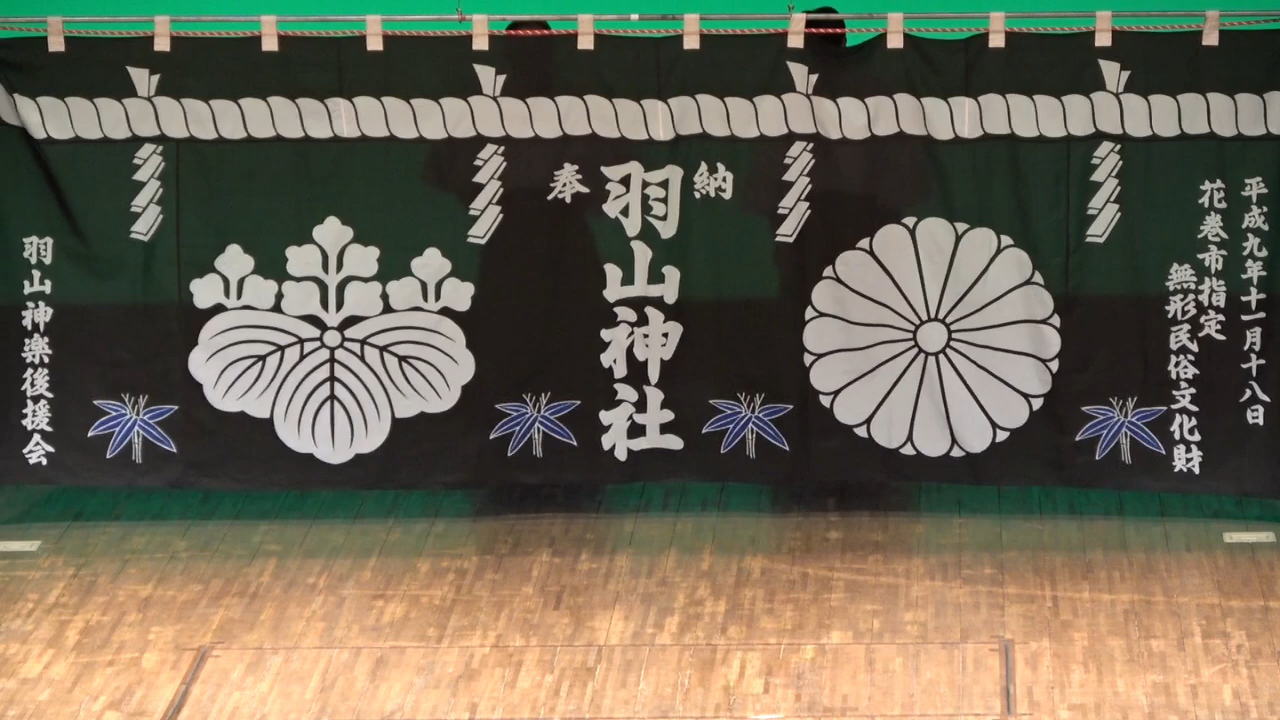 平成九年十一月十八日
花巻市指定
無形民俗文化財
奉納
羽山神社
羽山神楽後援会